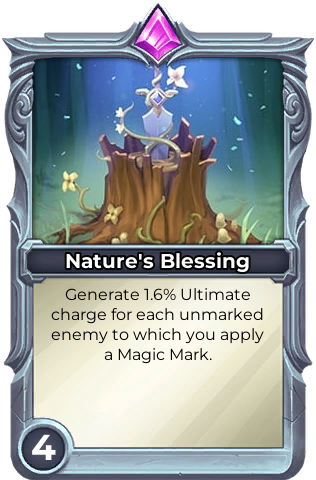 Nature's Blessing
Generate 1.6% Ultimate
charge for each unmarked
enemy to which you apply
a Magic Mark.
4